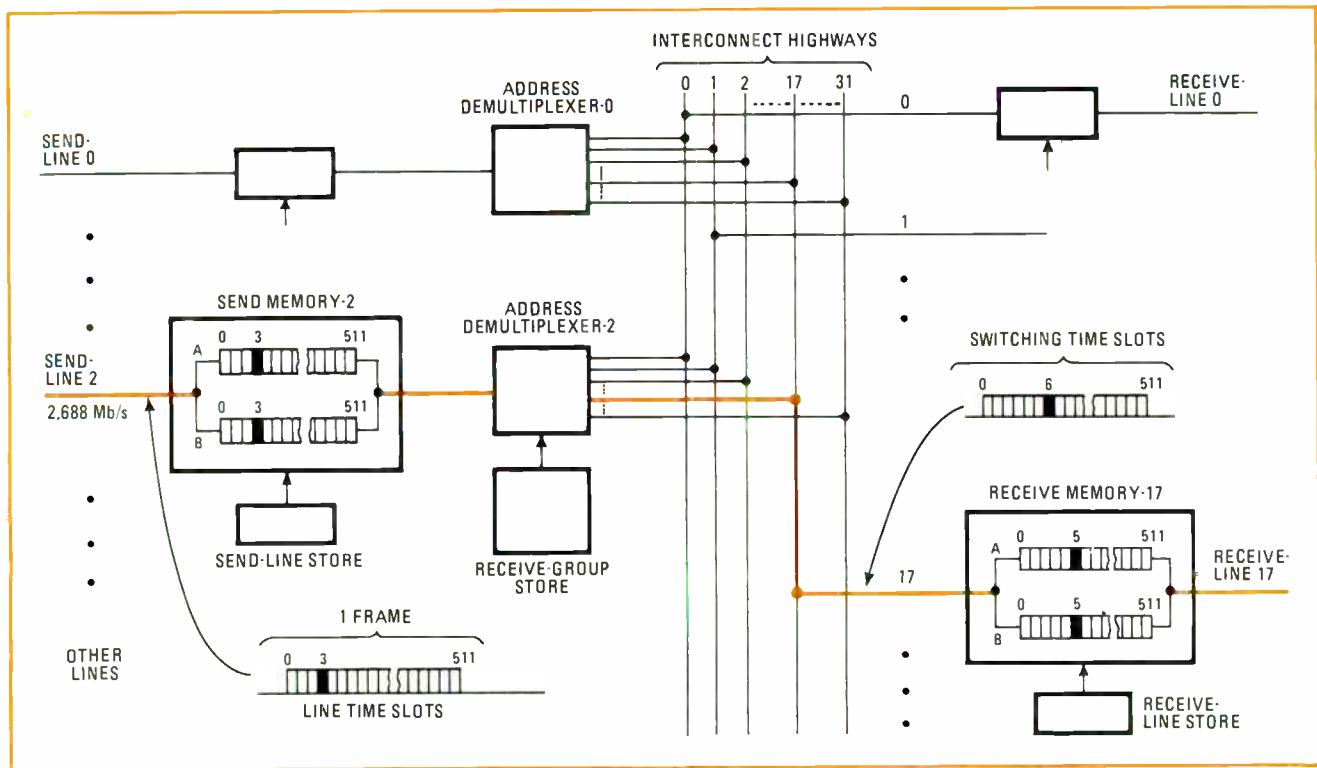 INTERCONNECT HIGHWAYS
0 1 2 17 31
ADDRESS
DEMULTIPLEXER-0
0
RECEIVE-
LINE 0
SEND-
LINE 0
1
SEND MEMORY-2
0 3 511
A
0 3 511
B
SEND-
LINE 2
2,688 Mb/s
SEND-LINE STORE
ADDRESS
DEMULTIPLEXER-2
RECEIVE-GROUP
STORE
SWITCHING TIME SLOTS
0 6 511
17
RECEIVE MEMORY-17
0 5 511
A
0 5 511
B
RECEIVE-
LINE 17
RECEIVE-
LINE STORE
OTHER
LINES
1 FRAME
0 3 511
LINE TIME SLOTS